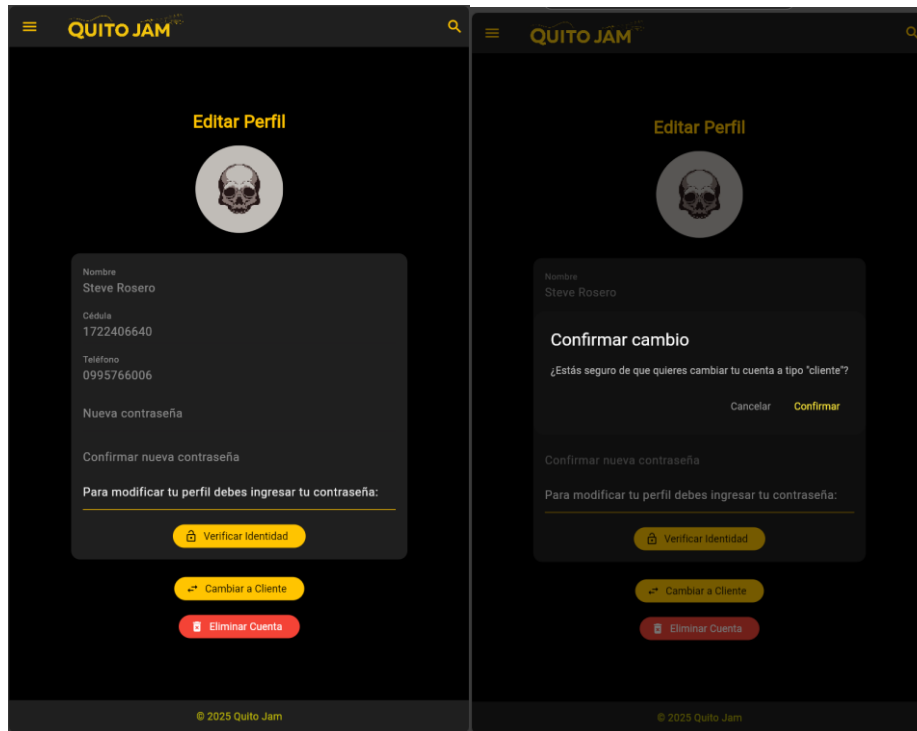 QUITO JAM
Editar Perfil
Nombre
Steve Rosero
Cédula
1722406640
Teléfono
0995766006
Nueva contraseña
Confirmar nueva contraseña
Para modificar tu perfil debes ingresar tu contraseña:
Verificar Identidad
Cambiar a Cliente
Eliminar Cuenta
© 2025 Quito Jam
QUITO JAM
Editar Perfil
Nombre
Steve Rosero
Confirmar cambio
¿Estás seguro de que quieres cambiar tu cuenta a tipo "cliente"?
Cancelar Confirmar
Confirmar nueva contraseña
Para modificar tu perfil debes ingresar tu contraseña:
Verificar Identidad
Cambiar a Cliente
Eliminar Cuenta
© 2025 Quito Jam